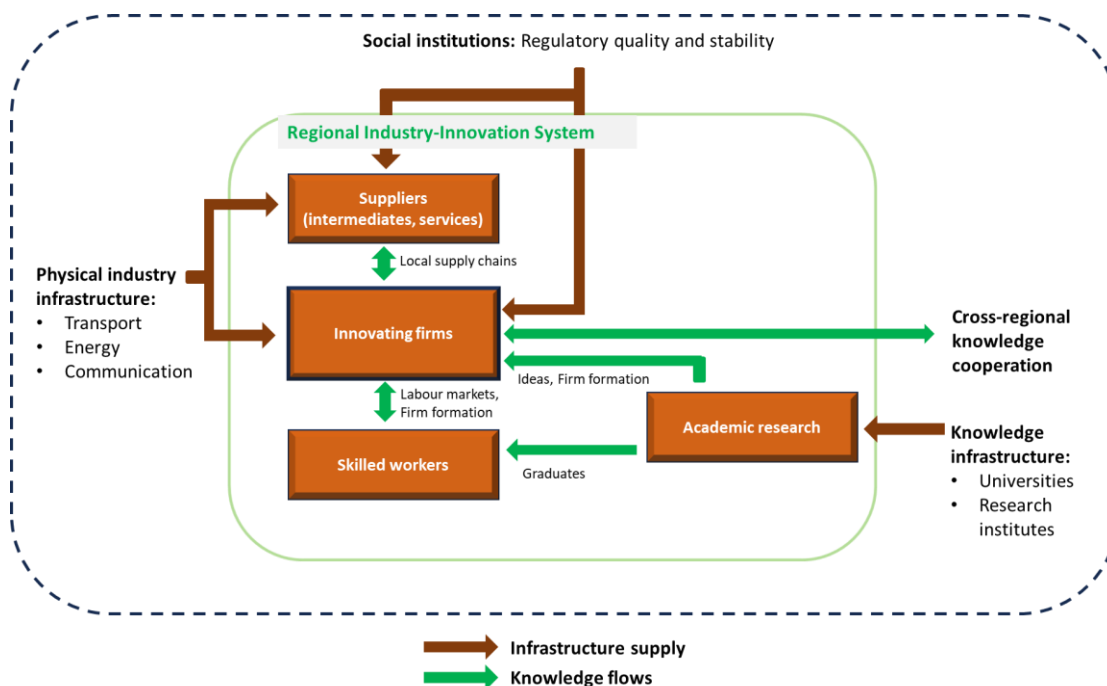 Social institutions: Regulatory quality and stability
Regional Industry-Innovation System
Suppliers
(intermediates, services)
Local supply chains
Physical industry
infrastructure:
• Transport
• Energy
• Communication
Innovating firms
Cross-regional
knowledge
cooperation
Ideas, Firm formation
Labour markets,
Firm formation
Academic research
Skilled workers
Graduates
Knowledge
infrastructure:
• Universities
• Research
institutes
Infrastructure supply
Knowledge flows